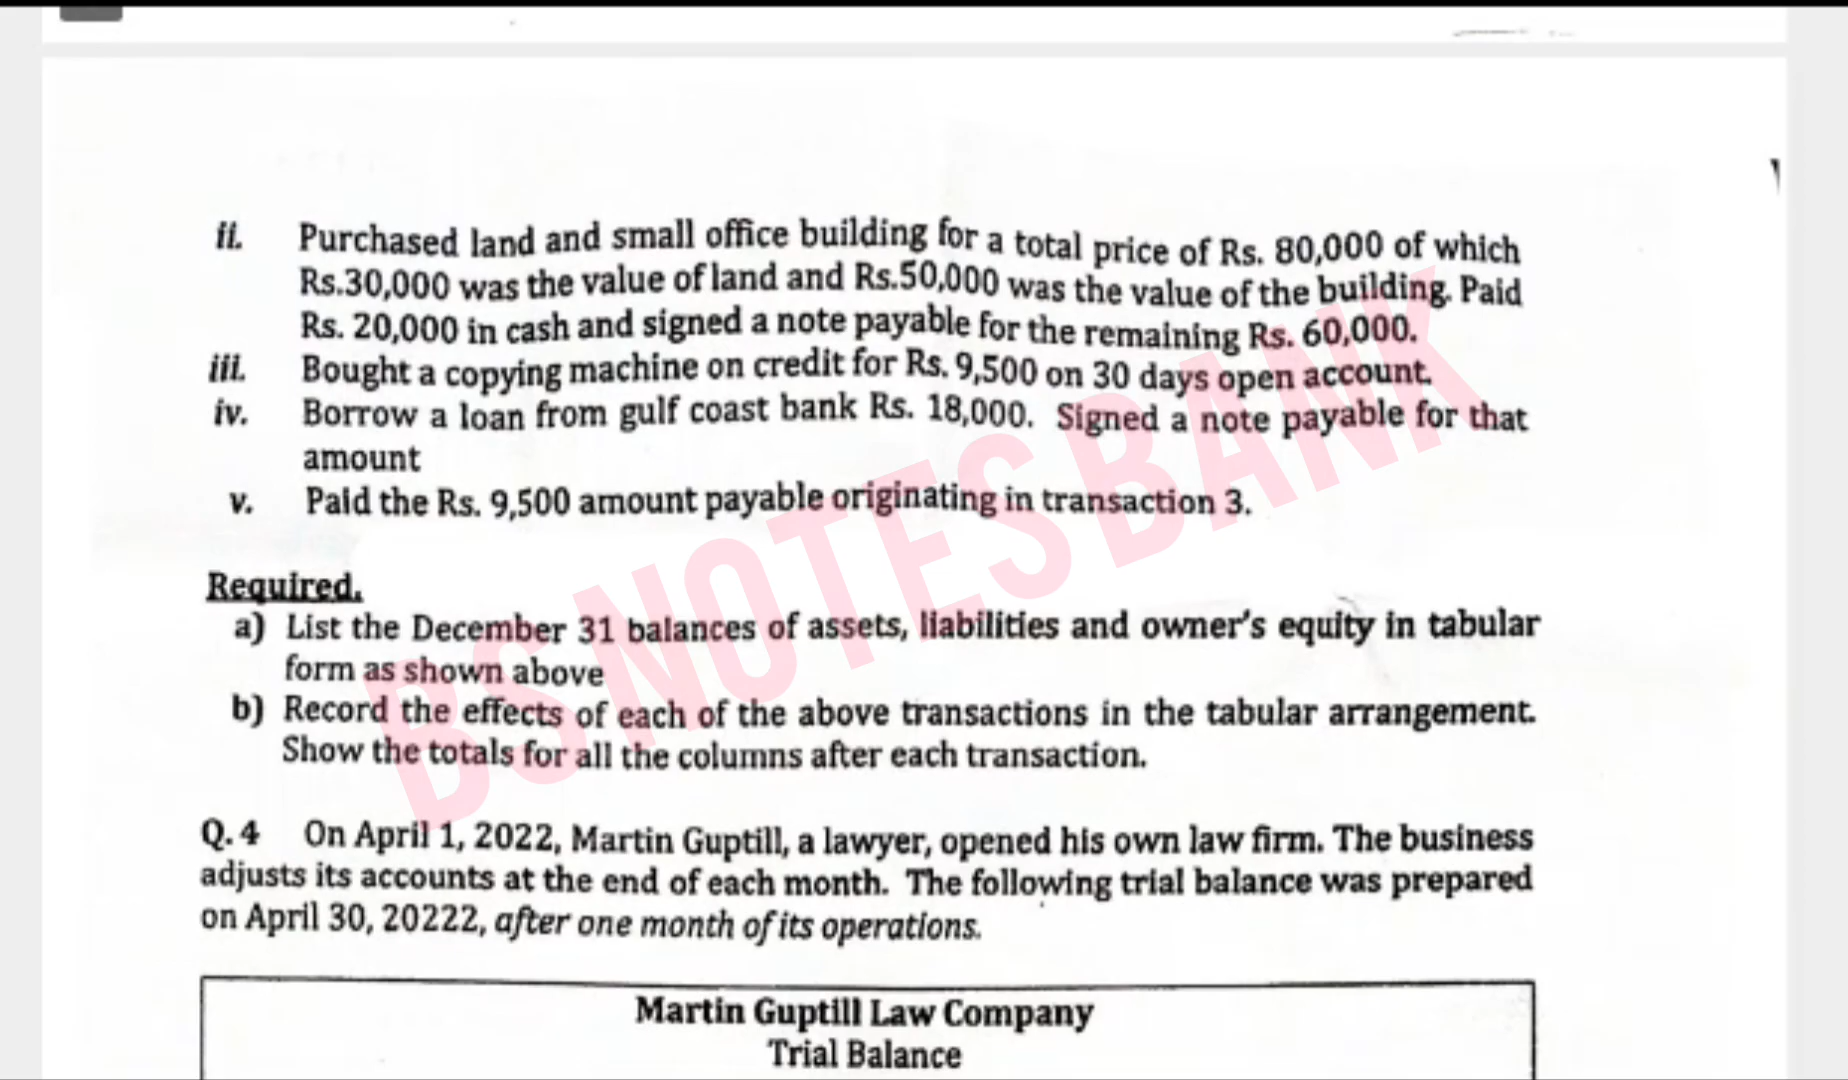 ii. Purchased land and small office building for a total price of Rs. 80,000 of which
Rs.30,000 was the value of land and Rs.50,000 was the value of the building. Paid
Rs. 20,000 in cash and signed a note payable for the remaining Rs. 60,000.
iii. Bought a copying machine on credit for Rs. 9,500 on 30 days open account.
iv. Borrow a loan from gulf coast bank Rs. 18,000. Signed a note payable for that
amount
v. Paid the Rs. 9,500 amount payable originating in transaction 3.
Required.
a) List the December 31 balances of assets, liabilities and owner's equity in tabular
form as shown above
b) Record the effects of each of the above transactions in the tabular arrangement.
Show the totals for all the columns after each transaction.
Q. 4 On April 1, 2022, Martin Guptill, a lawyer, opened his own law firm. The business
adjusts its accounts at the end of each month. The following trial balance was prepared
on April 30, 20222, after one month of its operations.
Martin Guptill Law Company
Trial Balance
BS NOTES BANK